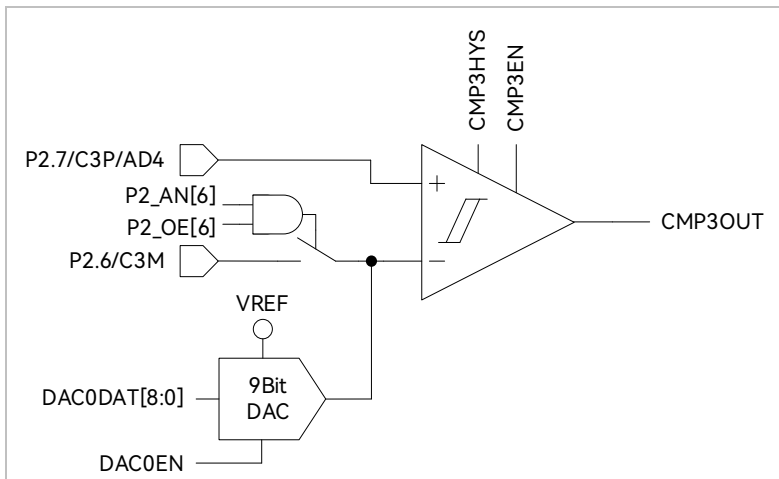 CMP3HYS
CMP3EN
P2.7/C3P/AD4
+
P2_AN[6]
P2_OE[6]
CMP3OUT
P2.6/C3M
−
VREF
DAC0DAT[8:0]
9Bit
DAC
DAC0EN